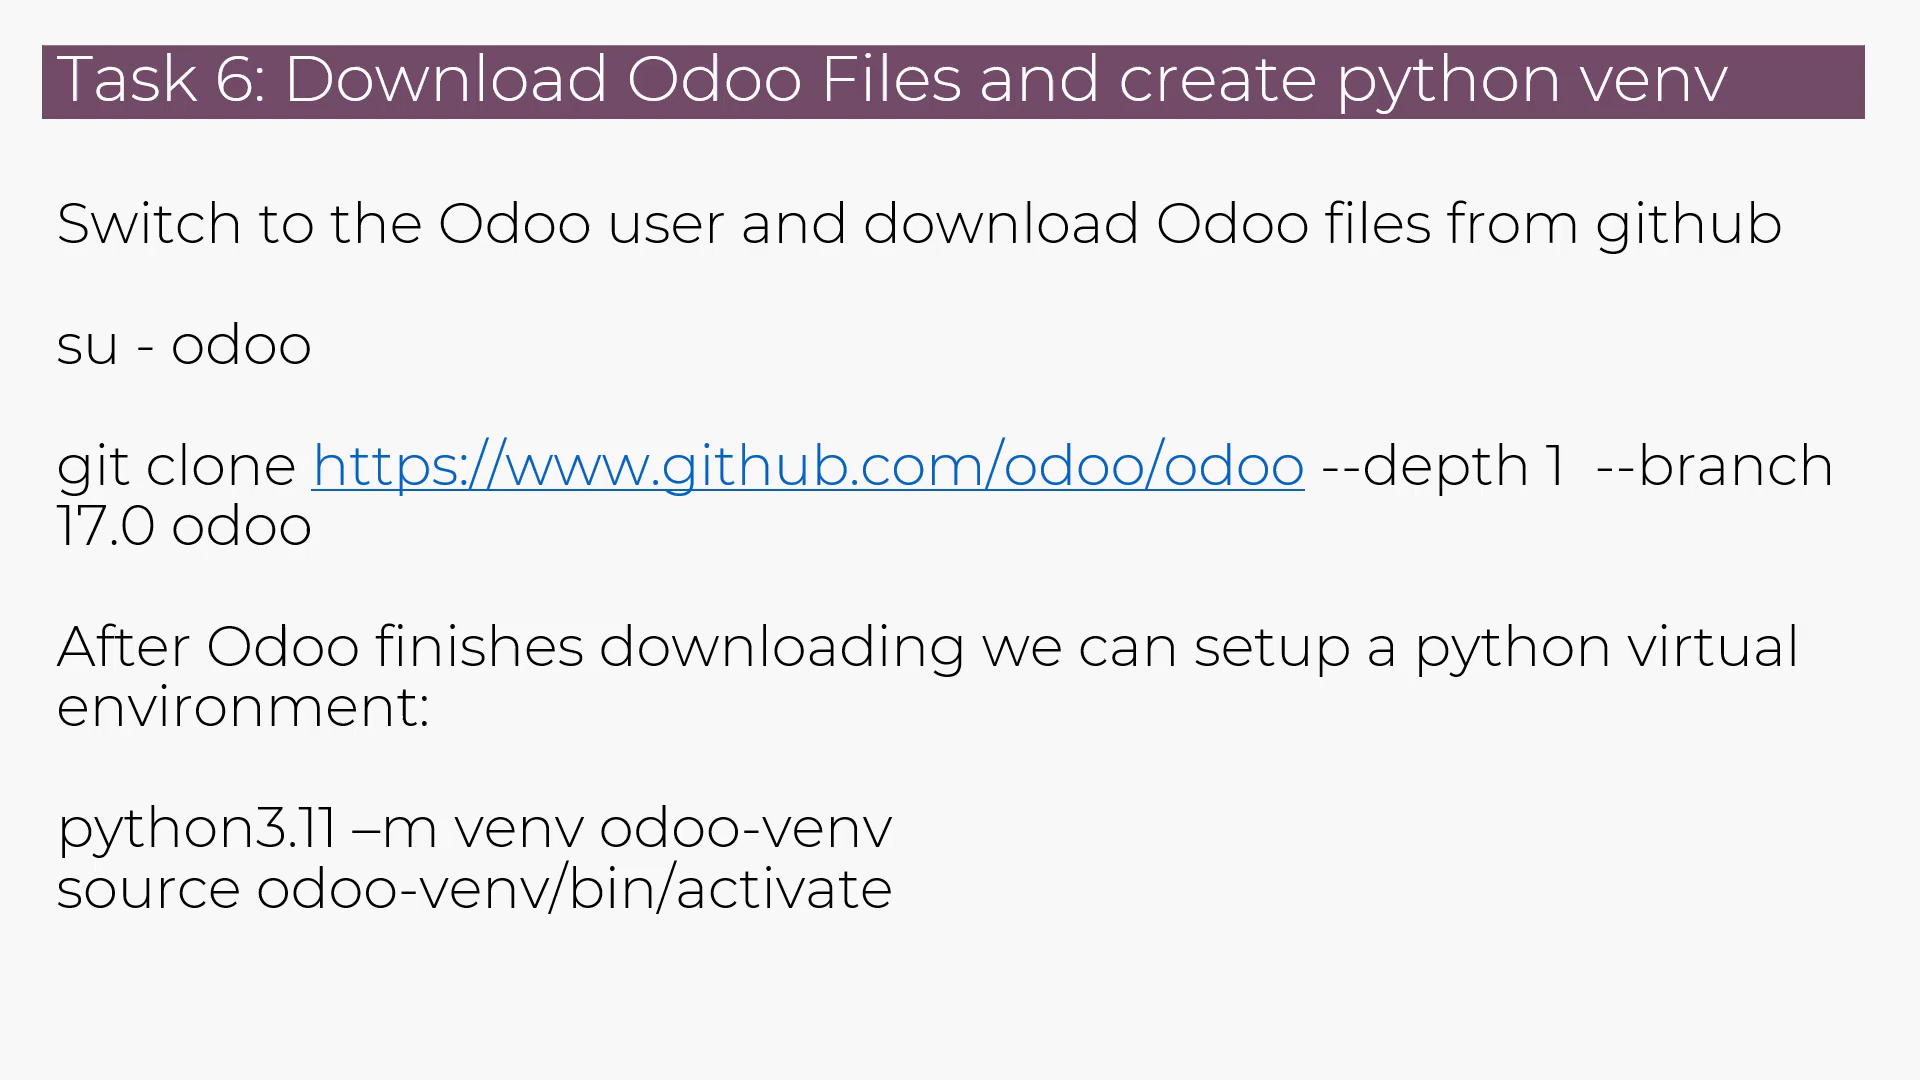 Task 6: Download Odoo Files and create python venv
Switch to the Odoo user and download Odoo files from github
su - odoo
git clone https://www.github.com/odoo/odoo --depth 1  --branch
17.0 odoo
After Odoo finishes downloading we can setup a python virtual
environment:
python3.11 –m venv odoo-venv
source odoo-venv/bin/activate